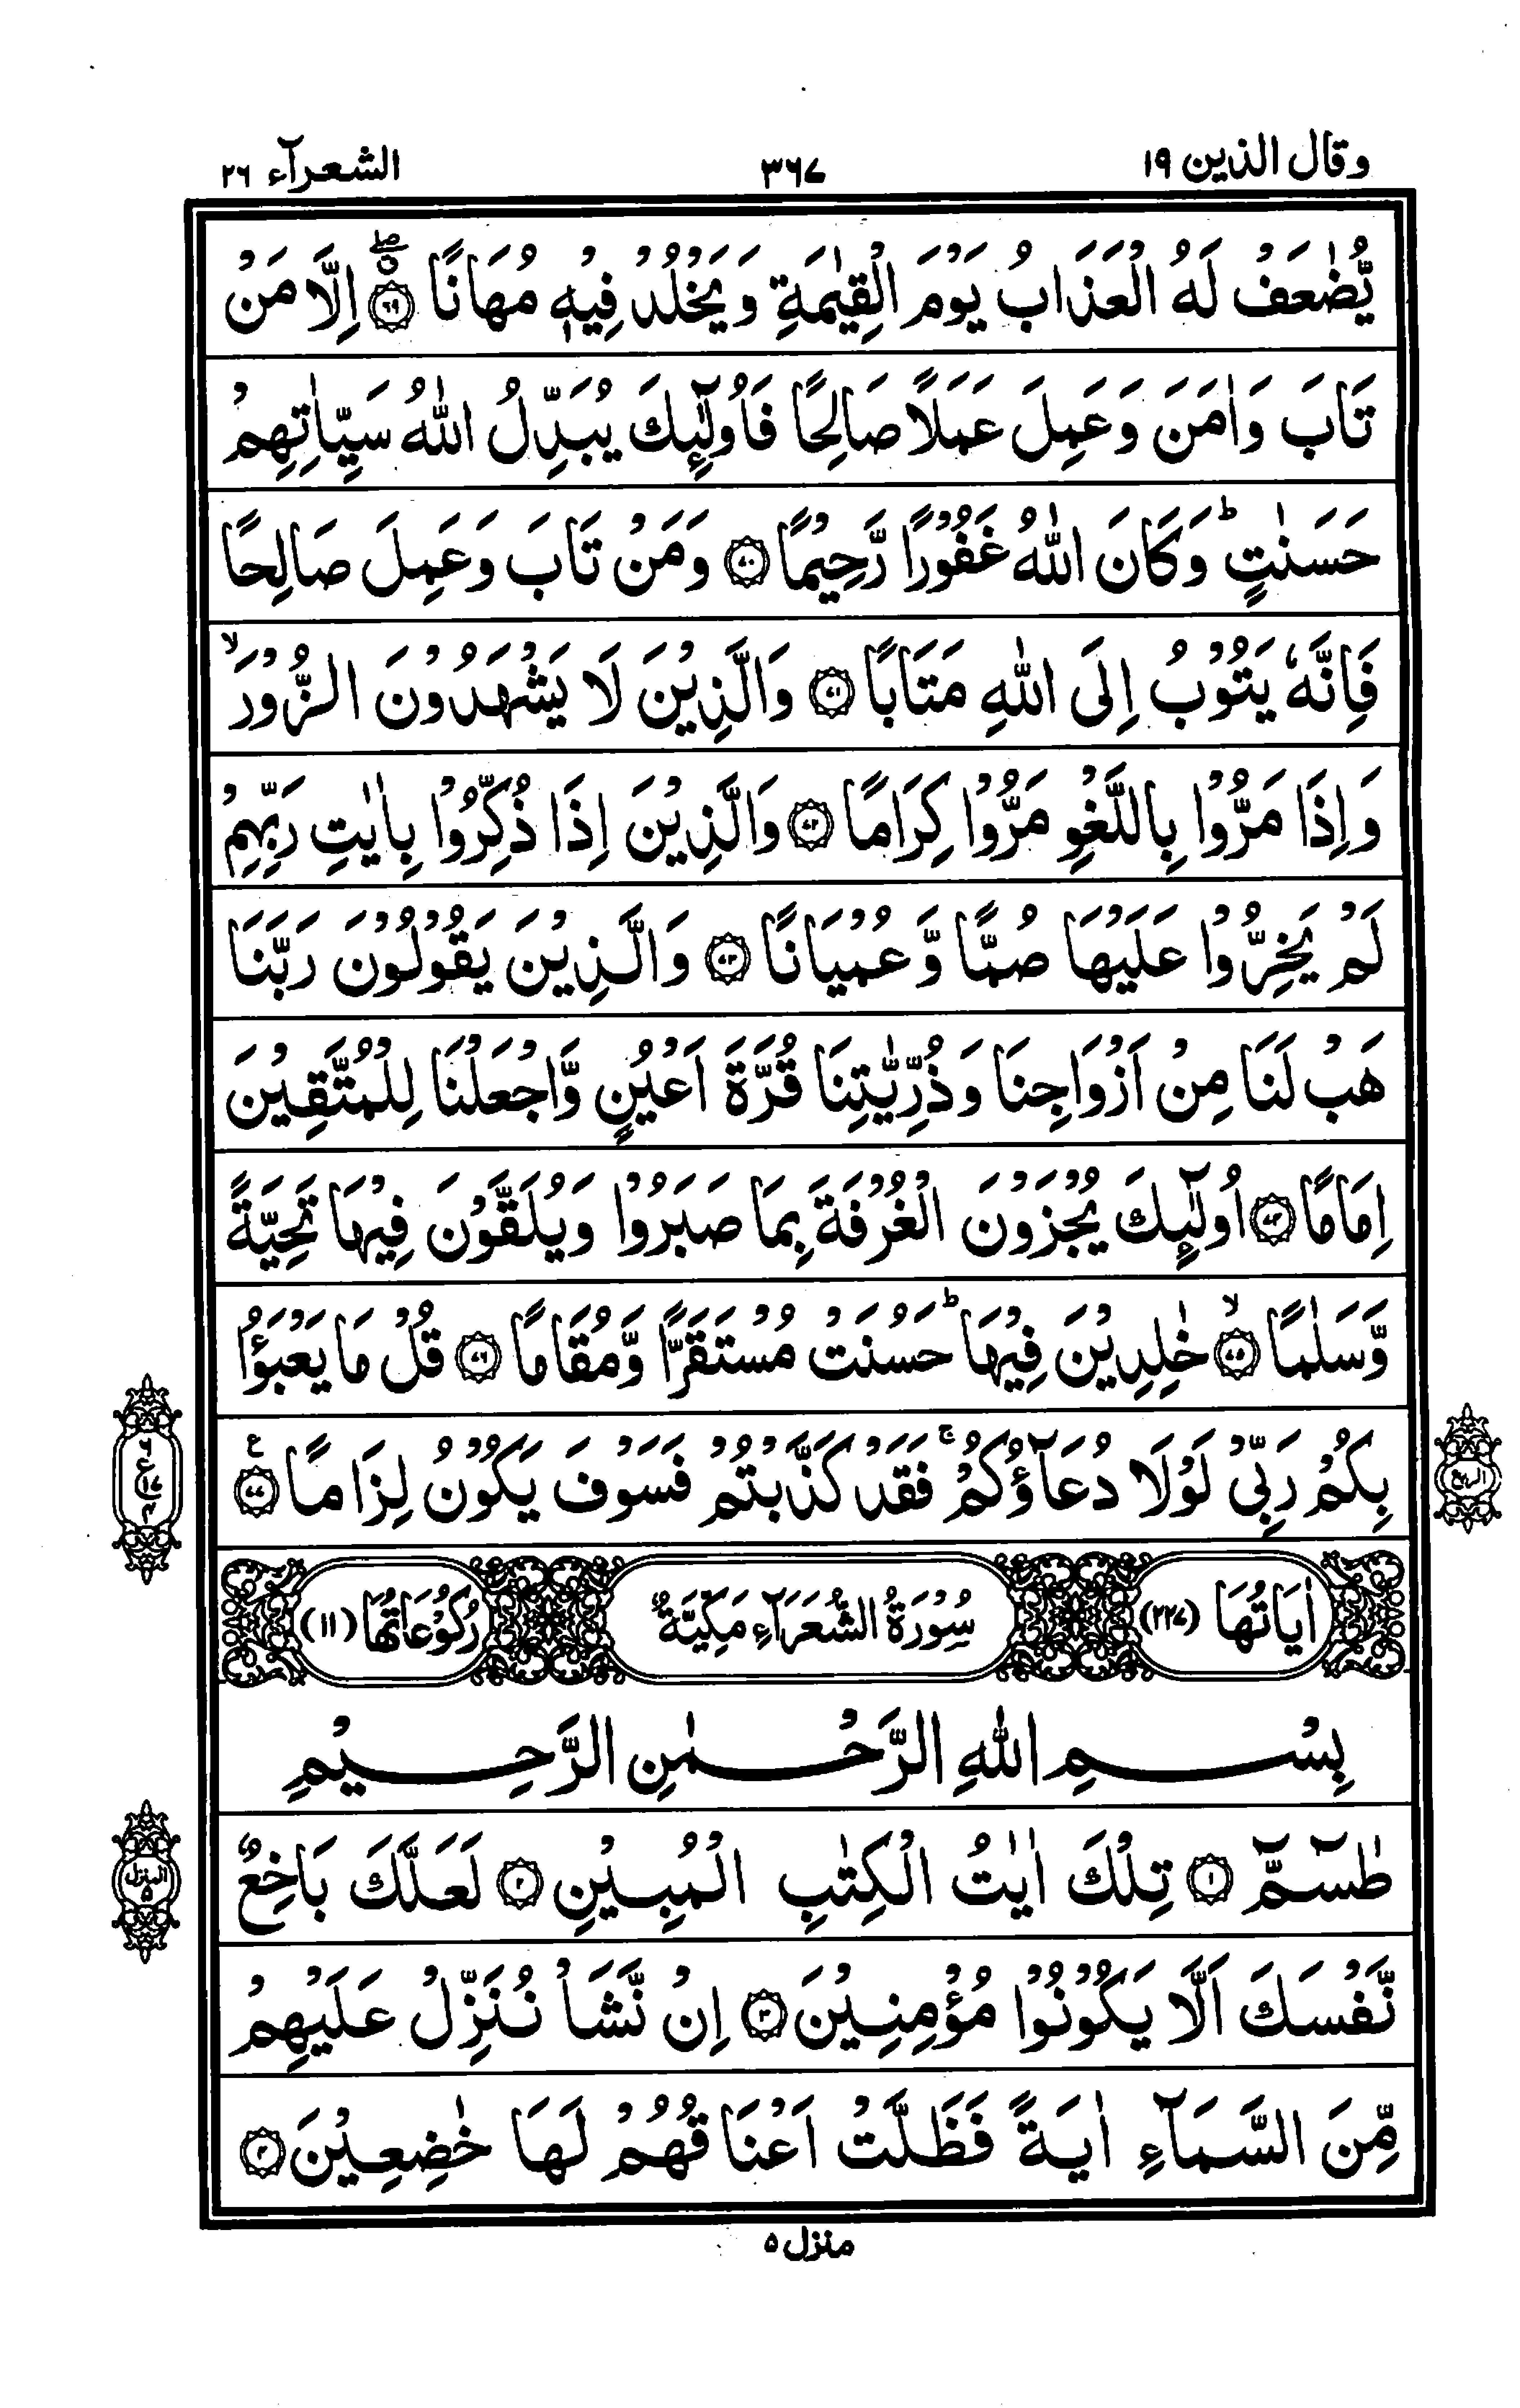 وقال الذین ١٩
٣٦٧
الشعرآء ٢٦
یُّضٰعَفۡ لَهُ الۡعَذَابُ یَوۡمَ الۡقِیٰمَةِ وَیَخۡلُدۡ فِیۡهٖ مُهَانًا ۝٦٩ۖ اِلَّا مَنۡ
تَابَ وَاٰمَنَ وَعَمِلَ عَمَلًا صَالِحًا فَاُولٰٓئِكَ یُبَدِّلُ اللّٰهُ سَیِّاٰتِهِمۡ
حَسَنٰتٍ ؕ وَكَانَ اللّٰهُ غَفُوۡرًا رَّحِیۡمًا ۝٧٠ وَمَنۡ تَابَ وَعَمِلَ صَالِحًا
فَاِنَّهٗ یَتُوۡبُ اِلَی اللّٰهِ مَتَابًا ۝٧١ وَالَّذِیۡنَ لَا یَشۡهَدُوۡنَ الزُّوۡرَ ۙ
وَاِذَا مَرُّوۡا بِاللَّغۡوِ مَرُّوۡا كِرَامًا ۝٧٢ وَالَّذِیۡنَ اِذَا ذُكِّرُوۡا بِاٰیٰتِ رَبِّهِمۡ
لَمۡ یَخِرُّوۡا عَلَیۡهَا صُمًّا وَّعُمۡیَانًا ۝٧٣ وَالَّذِیۡنَ یَقُوۡلُوۡنَ رَبَّنَا
هَبۡ لَنَا مِنۡ اَزۡوَاجِنَا وَذُرِّیّٰتِنَا قُرَّةَ اَعۡیُنٍ وَّاجۡعَلۡنَا لِلۡمُتَّقِیۡنَ
اِمَامًا ۝٧٤ اُولٰٓئِكَ یُجۡزَوۡنَ الۡغُرۡفَةَ بِمَا صَبَرُوۡا وَیُلَقَّوۡنَ فِیۡهَا تَحِیَّةً
وَّسَلٰمًا ۝٧٥ۙ خٰلِدِیۡنَ فِیۡهَا ؕ حَسُنَتۡ مُسۡتَقَرًّا وَّمُقَامًا ۝٧٦ قُلۡ مَا یَعۡبَؤُا
بِكُمۡ رَبِّیۡ لَوۡلَا دُعَآؤُكُمۡ ۚ فَقَدۡ كَذَّبۡتُمۡ فَسَوۡفَ یَكُوۡنُ لِزَامًا ۝٧٧ ع
الربع
اٰیَاتُهَا (٢٢٧)
سُوۡرَةُ الشُّعَرَآءِ مَكِّیَّةٌ
رُكُوۡعَاتُهَا (١١)
بِسۡمِ اللّٰهِ الرَّحۡمٰنِ الرَّحِیۡمِ
طٰسٓمّٓ ۝١ تِلۡكَ اٰیٰتُ الۡكِتٰبِ الۡمُبِیۡنِ ۝٢ لَعَلَّكَ بَاخِعٌ
المنزل ٥
نَّفۡسَكَ اَلَّا یَكُوۡنُوۡا مُؤۡمِنِیۡنَ ۝٣ اِنۡ نَّشَاۡ نُنَزِّلۡ عَلَیۡهِمۡ
مِّنَ السَّمَآءِ اٰیَةً فَظَلَّتۡ اَعۡنَاقُهُمۡ لَهَا خٰضِعِیۡنَ ۝٤
منزل ٥